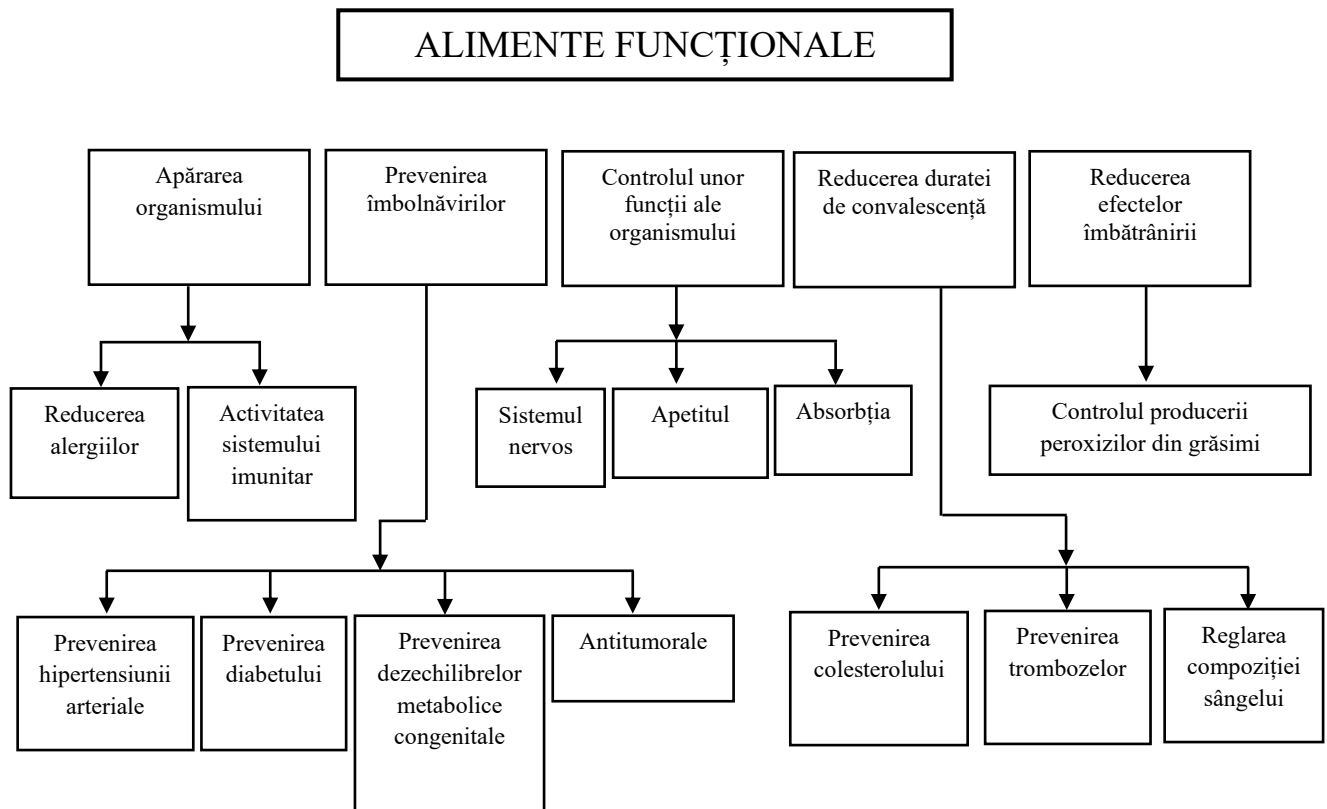 ALIMENTE FUNCȚIONALE
Apărarea
organismului
Prevenirea
îmbolnăvirilor
Controlul unor
funcții ale
organismului
Reducerea duratei
de convalescență
Reducerea
efectelor
îmbătrânirii
Reducerea
alergiilor
Activitatea
sistemului
imunitar
Sistemul
nervos
Apetitul
Absorbția
Controlul producerii
peroxizilor din grăsimi
Prevenirea
hipertensiunii
arteriale
Prevenirea
diabetului
Prevenirea
dezechilibrelor
metabolice
congenitale
Antitumorale
Prevenirea
colesterolului
Prevenirea
trombozelor
Reglarea
compoziției
sângelui